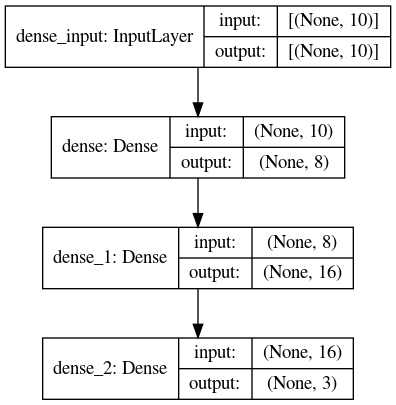 dense_input: InputLayer
input: [(None, 10)]
output: [(None, 10)]
dense: Dense
input: (None, 10)
output: (None, 8)
dense_1: Dense
input: (None, 8)
output: (None, 16)
dense_2: Dense
input: (None, 16)
output: (None, 3)